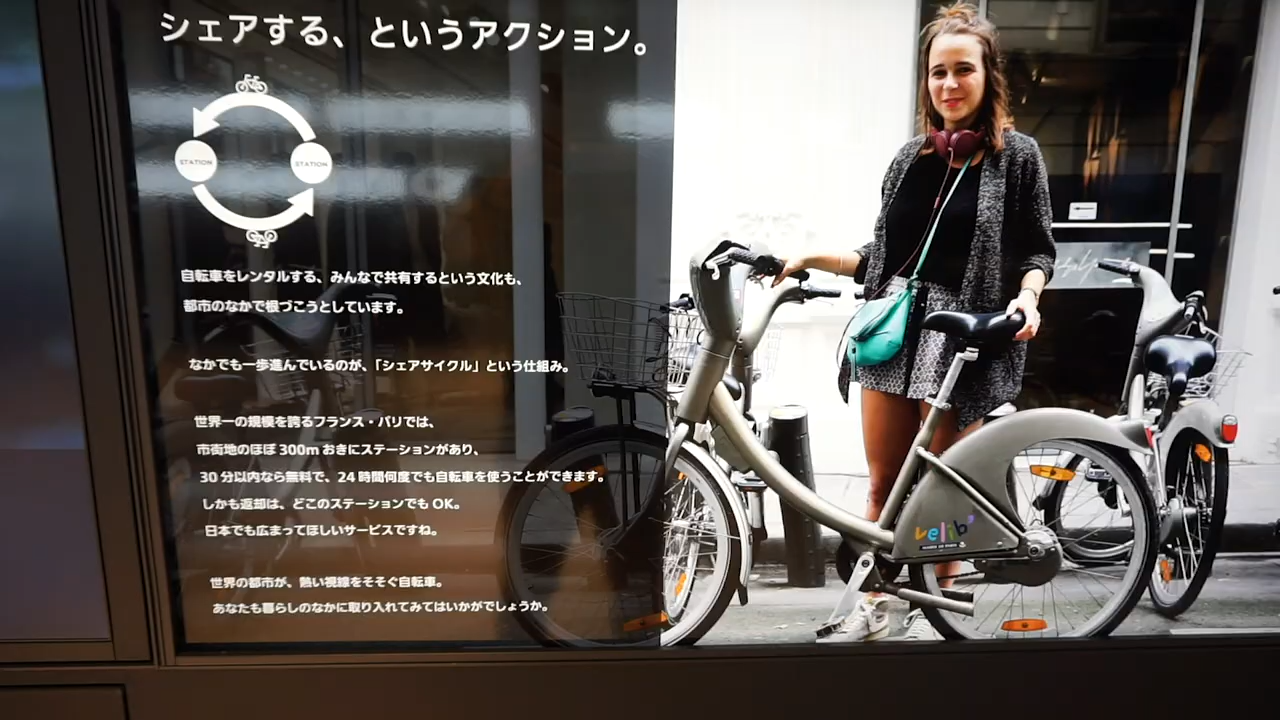 シェアする、というアクション。
STATION
STATION
自転車をレンタルする、みんなで共有するという文化も、
都市のなかで根づこうとしています。
なかでも一歩進んでいるのが、「シェアサイクル」という仕組み。
世界一の規模を誇るフランス・パリでは、
市街地のほぼ300mおきにステーションがあり、
30分以内なら無料で、24時間何度でも自転車を使うことができます。
しかも返却は、どこのステーションでもOK。
日本でも広まってほしいサービスですね。
世界の都市が、熱い視線をそそぐ自転車。
あなたも暮らしのなかに取り入れてみてはいかがでしょうか。
velib'